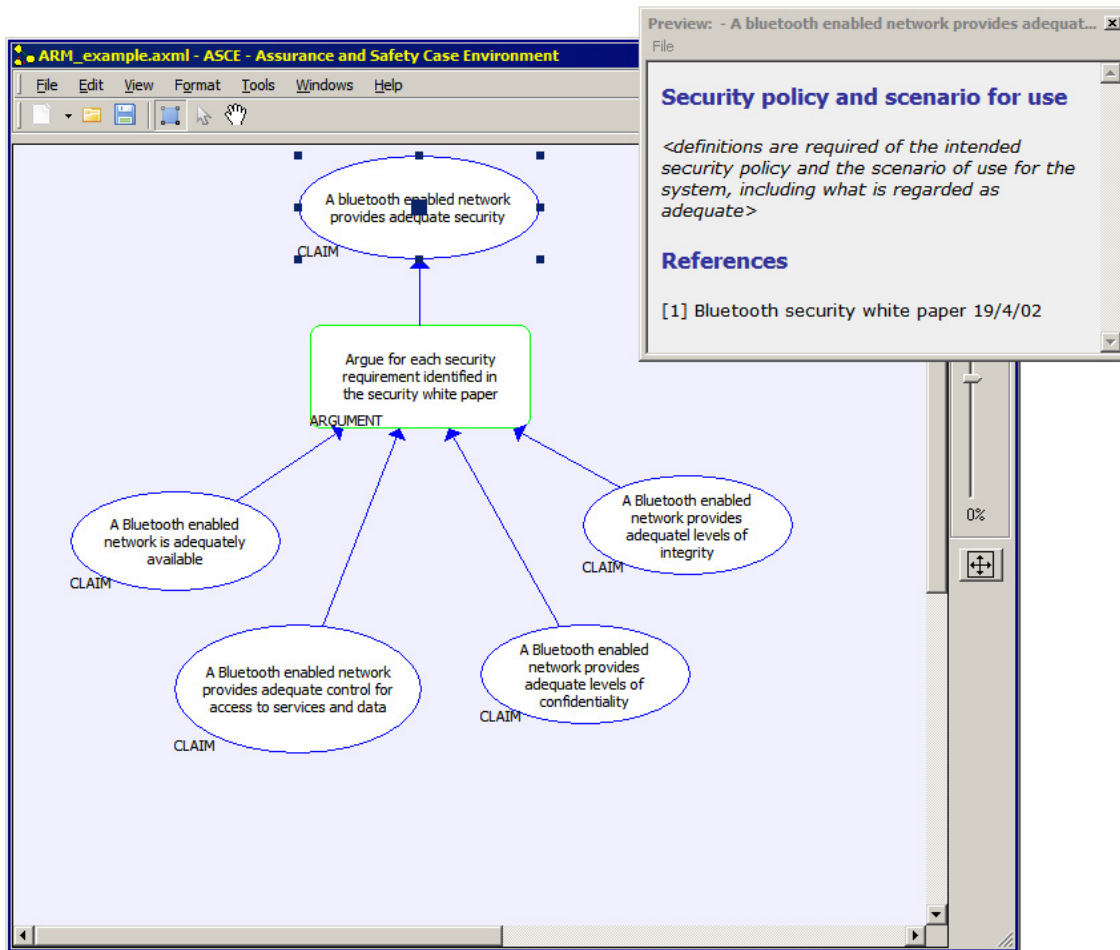 Preview: - A bluetooth enabled network provides adequat...
File
Security policy and scenario for use
<definitions are required of the intended
security policy and the scenario of use for the
system, including what is regarded as
adequate>
References
[1] Bluetooth security white paper 19/4/02
ARM_example.axml - ASCE - Assurance and Safety Case Environment
File Edit View Format Tools Windows Help
A bluetooth enabled network
provides adequate security
CLAIM
Argue for each security
requirement identified in
the security white paper
ARGUMENT
A Bluetooth enabled
network is adequately
available
CLAIM
A Bluetooth enabled
network provides
adequatel levels of
integrity
CLAIM
A Bluetooth enabled network
provides adequate control for
access to services and data
CLAIM
A Bluetooth enabled
network provides
adequate levels of
confidentiality
CLAIM
0%